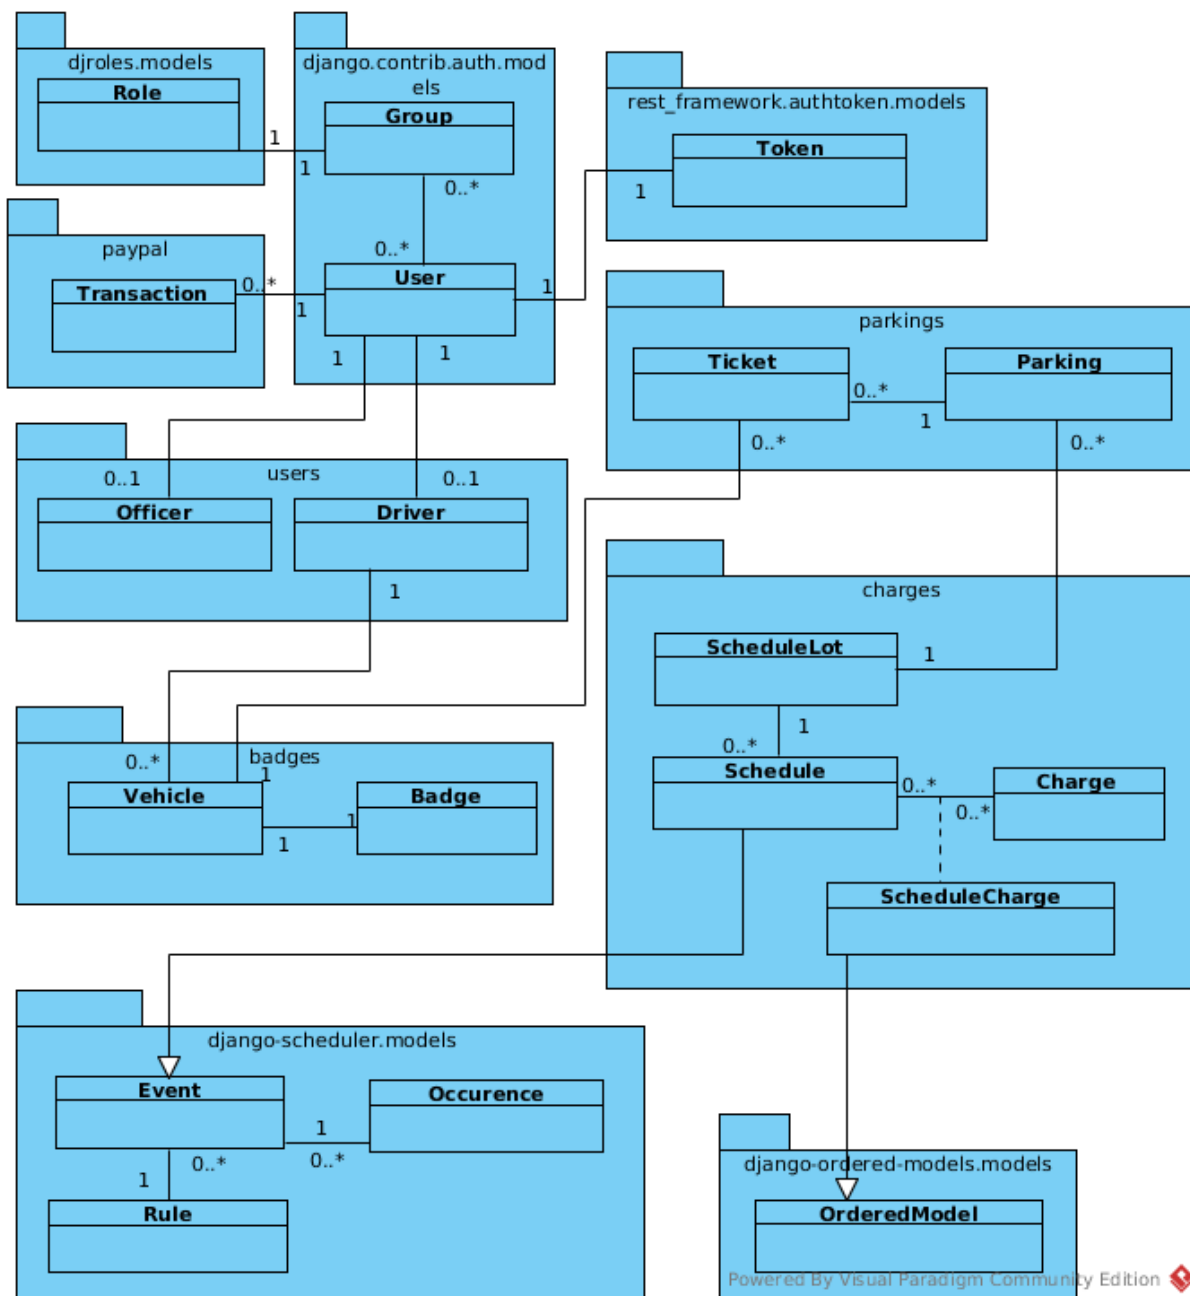 djroles.models
Role
1
1
django.contrib.auth.mod
els
Group
0..*
0..*
User
1
1
1
1
rest_framework.authtoken.models
Token
1
paypal
Transaction
0..*
parkings
Ticket
Parking
0..*
1
0..*
0..*
users
0..1
0..1
Officer
Driver
1
charges
ScheduleLot
1
1
0..*
Schedule
0..*
0..*
Charge
ScheduleCharge
badges
0..*
1
Vehicle
Badge
1
1
django-scheduler.models
Event
Occurence
1
0..*
0..*
1
Rule
django-ordered-models.models
OrderedModel
Powered By Visual Paradigm Community Edition